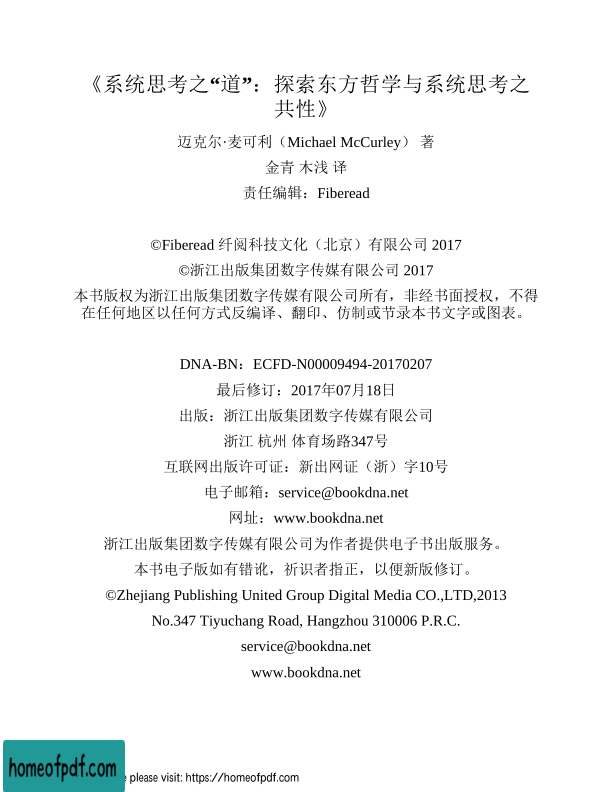 《系统思考之“道”：探索东方哲学与系统思考之
共性》
迈克尔·麦可利（Michael McCurley） 著
金青 木浅 译
责任编辑：Fiberead
©Fiberead 纤阅科技文化（北京）有限公司 2017
©浙江出版集团数字传媒有限公司 2017
本书版权为浙江出版集团数字传媒有限公司所有，非经书面授权，不得
在任何地区以任何方式反编译、翻印、仿制或节录本书文字或图表。
DNA-BN：ECFD-N00009494-20170207
最后修订：2017年07月18日
出版：浙江出版集团数字传媒有限公司
浙江 杭州 体育场路347号
互联网出版许可证：新出网证（浙）字10号
电子邮箱：service@bookdna.net
网址：www.bookdna.net
浙江出版集团数字传媒有限公司为作者提供电子书出版服务。
本书电子版如有错讹，祈识者指正，以便新版修订。
©Zhejiang Publishing United Group Digital Media CO.,LTD,2013
No.347 Tiyuchang Road, Hangzhou 310006 P.R.C.
service@bookdna.net
www.bookdna.net
homeofpdf.com
please visit: https://homeofpdf.com